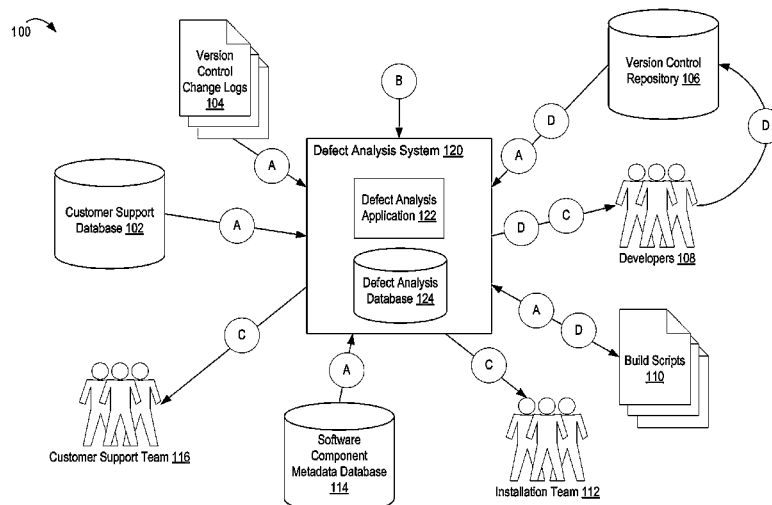 100
Version
Control
Change Logs
104
B
Version Control
Repository 106
D
D
A
A
Defect Analysis System 120
Customer Support
Database 102
A
Defect Analysis
Application 122
D
C
Developers 108
Defect Analysis
Database 124
A
D
C
A
C
Build Scripts
110
Customer Support Team 116
Software
Component
Metadata Database
114
Installation Team 112